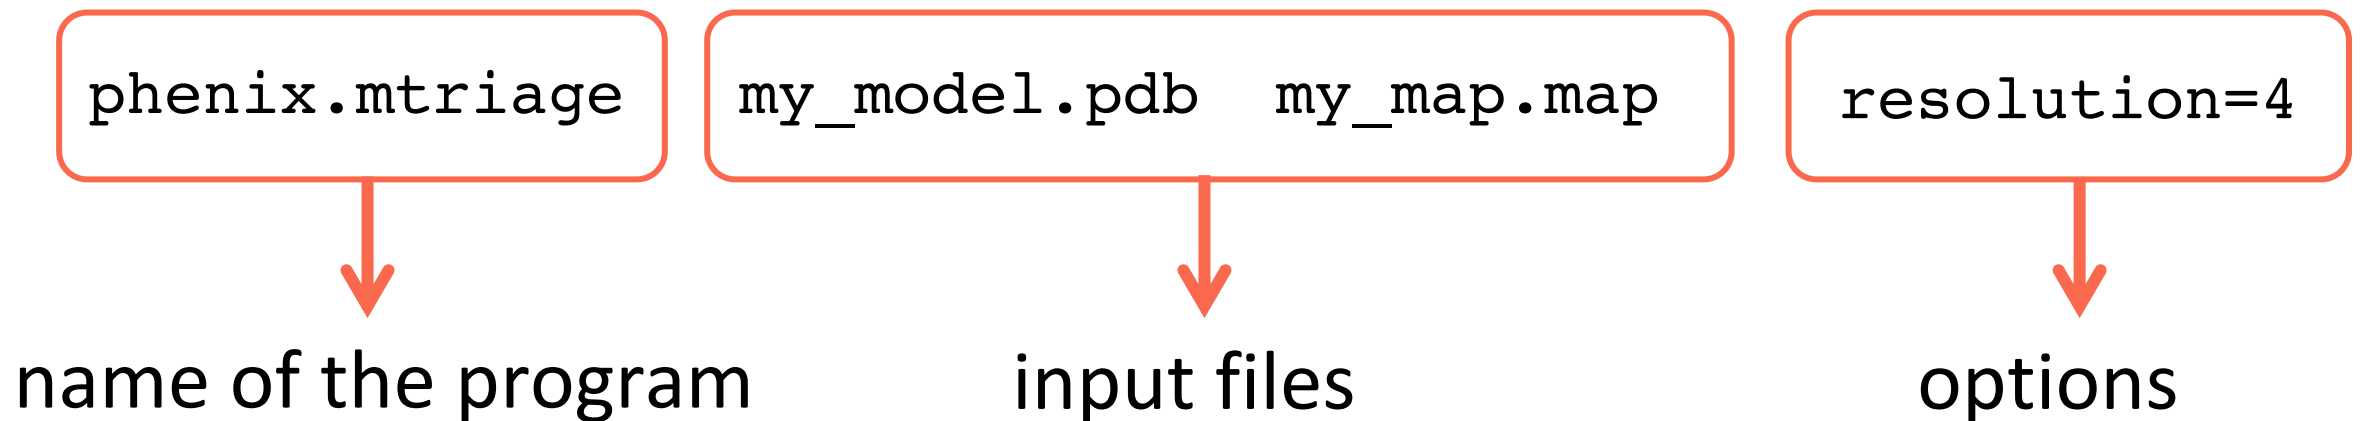 phenix.mtriage my_model.pdb my_map.map resolution=4
name of the program input files options